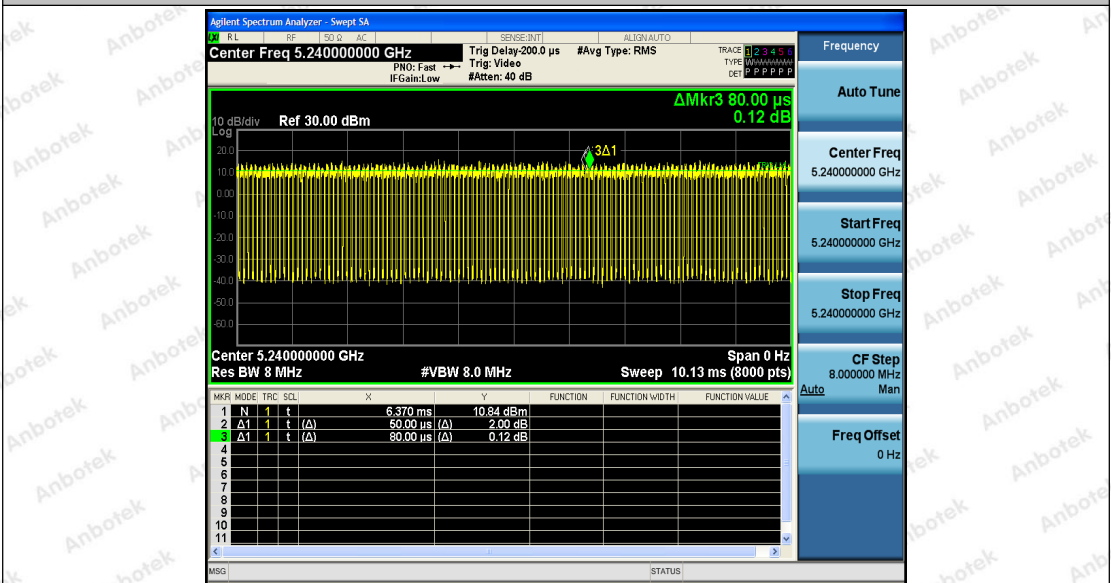 Agilent Spectrum Analyzer - Swept SA
RL RF 50 Ω AC SENSE:INT ALIGNAUTO
Center Freq 5.240000000 GHz
PNO: Fast
IFGain:Low
Trig Delay-200.0 µs
Trig: Video
#Atten: 40 dB
#Avg Type: RMS
TRACE 1 2 3 4 5 6
TYPE
DET P P P P P P
ΔMkr3 80.00 µs
0.12 dB
10 dB/div Ref 30.00 dBm
Log
20.0
10.0
0.00
-10.0
-20.0
-30.0
-40.0
-50.0
-60.0
3Δ1
Center 5.240000000 GHz Span 0 Hz
Res BW 8 MHz #VBW 8.0 MHz Sweep 10.13 ms (8000 pts)
MKR MODE TRC SCL X Y FUNCTION FUNCTION WIDTH FUNCTION VALUE
1 N 1 t 6.370 ms 10.84 dBm
2 Δ1 1 t (Δ) 50.00 µs (Δ) 2.00 dB
3 Δ1 1 t (Δ) 80.00 µs (Δ) 0.12 dB
4
5
6
7
8
9
10
11
MSG STATUS
Frequency
Auto Tune
Center Freq
5.240000000 GHz
Start Freq
5.240000000 GHz
Stop Freq
5.240000000 GHz
CF Step
8.000000 MHz
Auto Man
Freq Offset
0 Hz
Anbotek